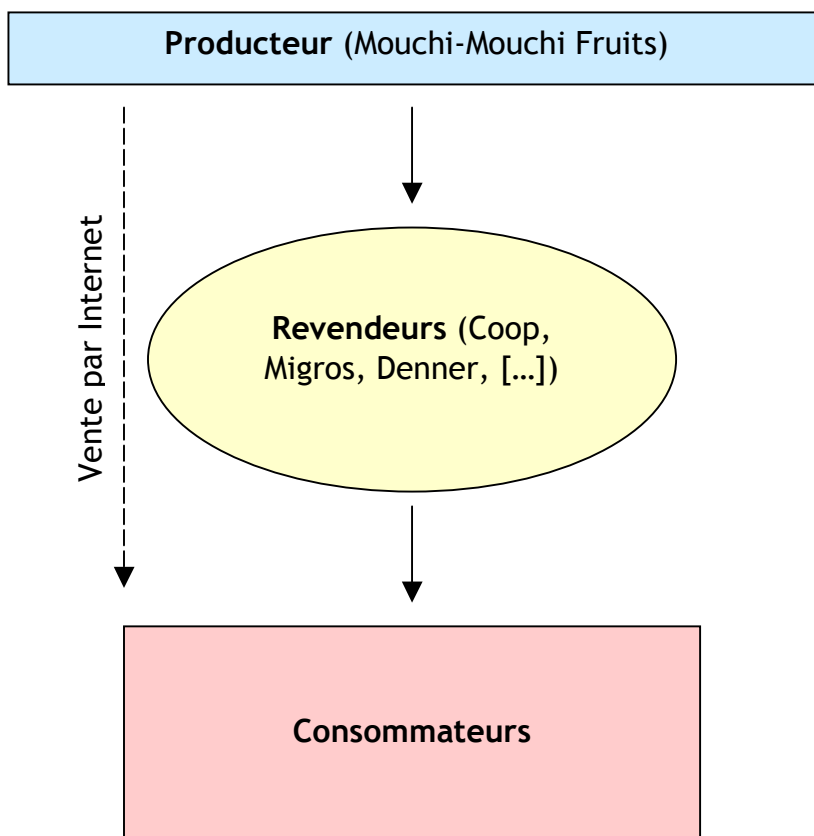 Producteur (Mouchi-Mouchi Fruits)
Vente par Internet
Revendeurs (Coop,
Migros, Denner, […])
Consommateurs